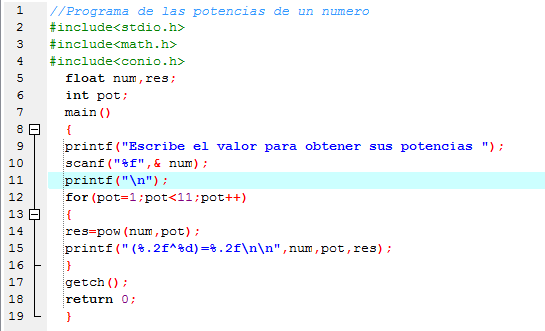 1 //Programa de las potencias de un numero
2 #include<stdio.h>
3 #include<math.h>
4 #include<conio.h>
5 float num,res;
6 int pot;
7 main()
8 {
9 printf("Escribe el valor para obtener sus potencias ");
10 scanf("%f",& num);
11 printf("\n");
12 for(pot=1;pot<11;pot++)
13 {
14 res=pow(num,pot);
15 printf("(%.2f^%d)=%.2f\n\n",num,pot,res);
16 }
17 getch();
18 return 0;
19 }